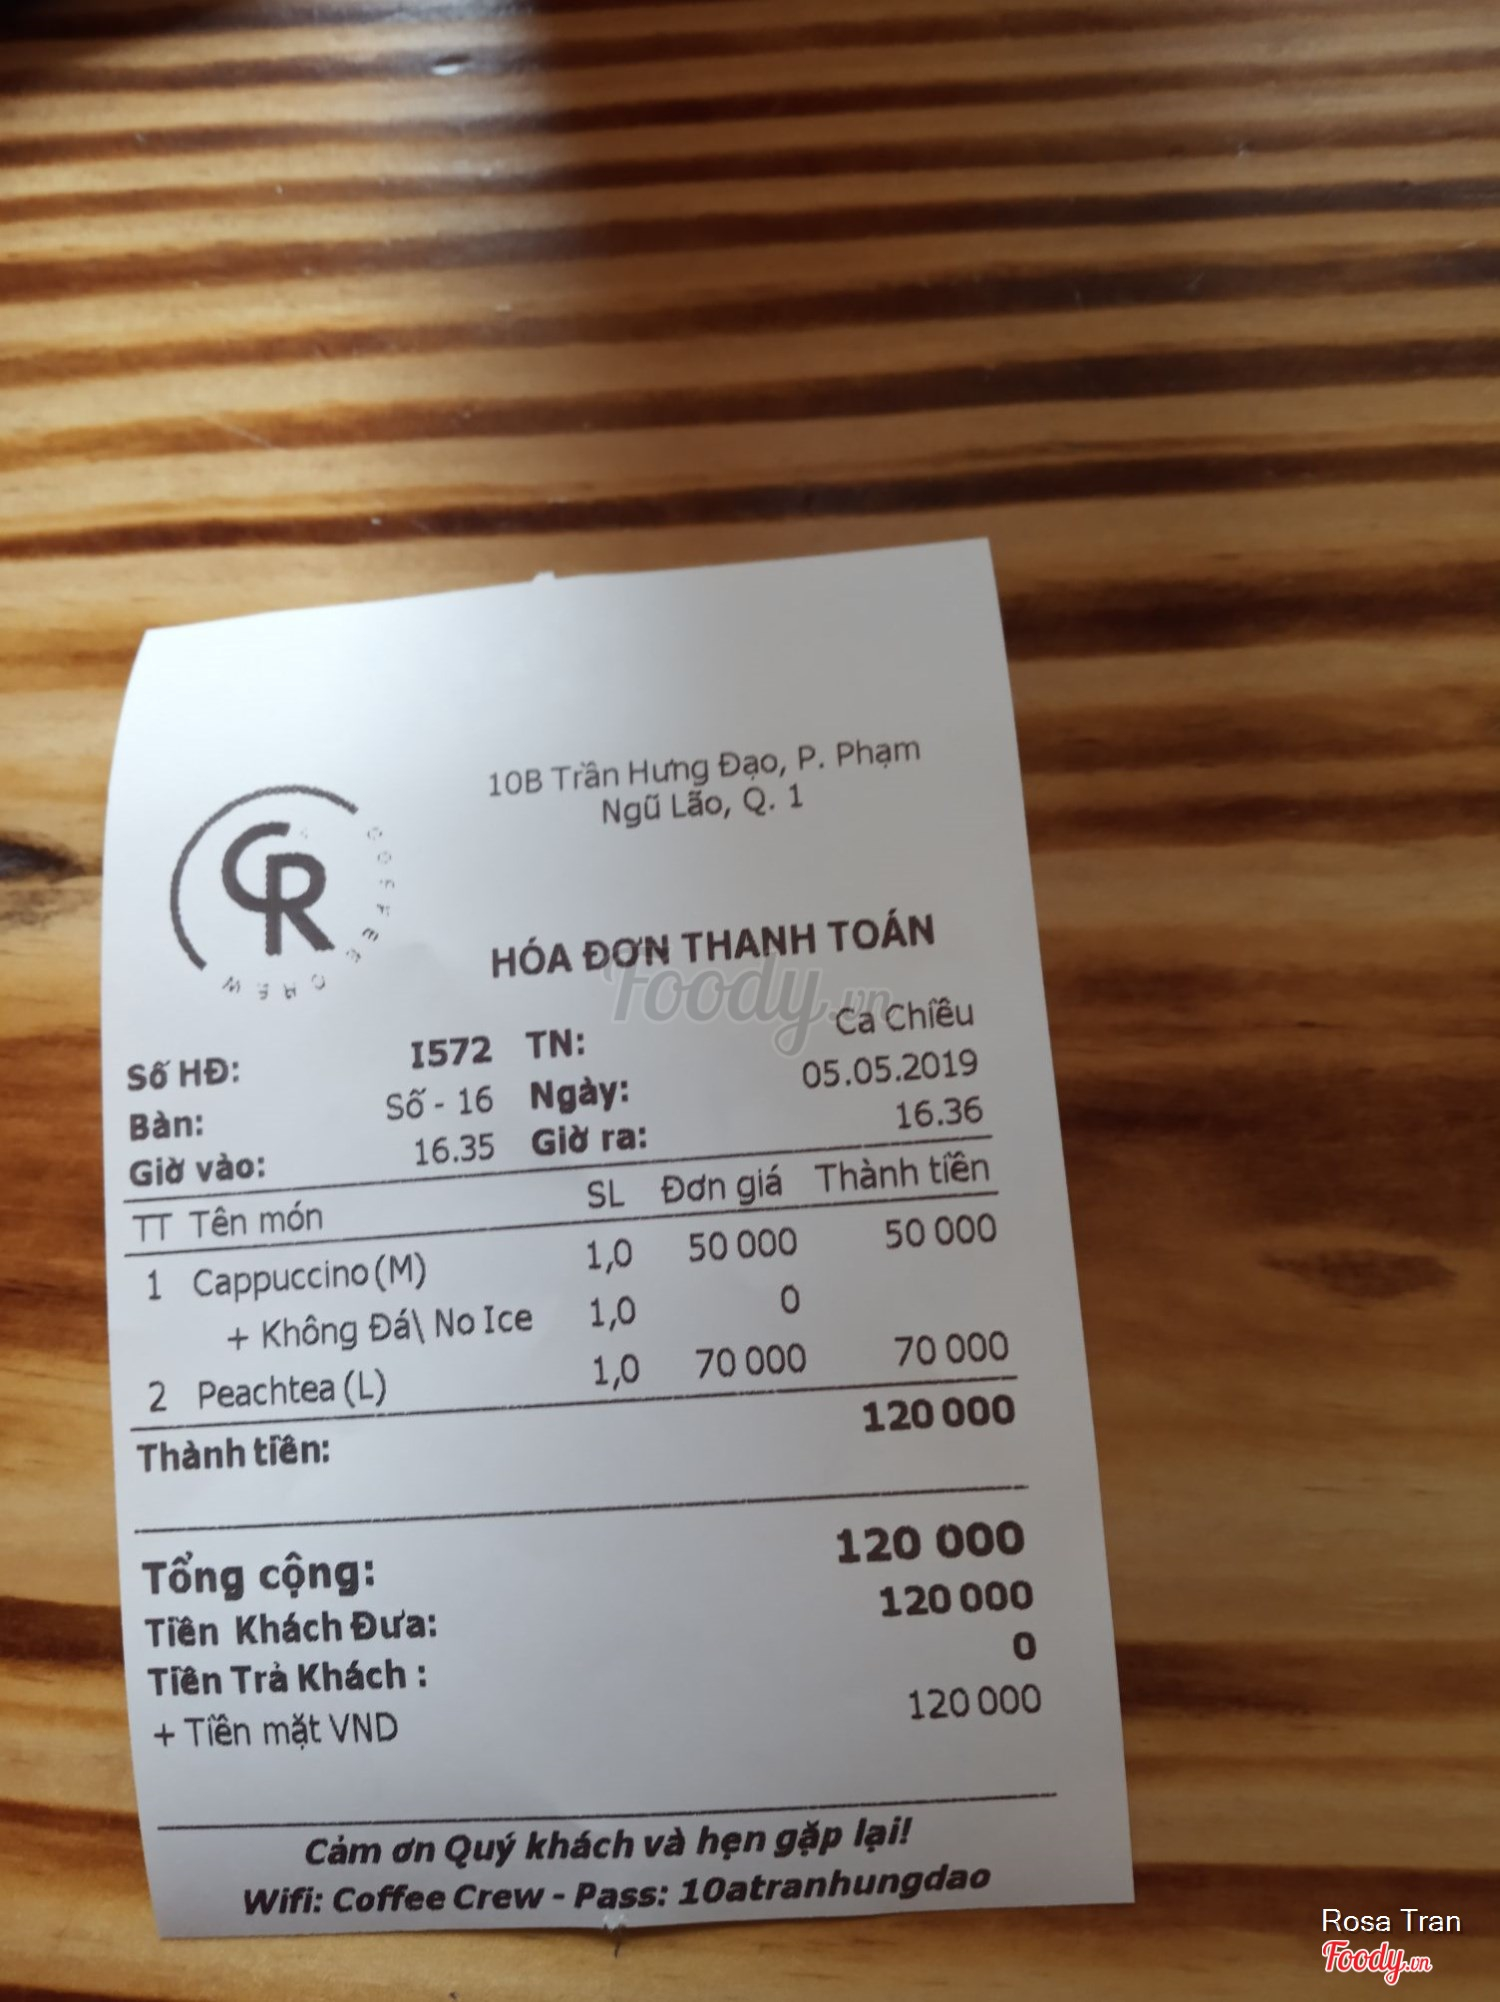 10B Trần Hưng Đạo, P. Phạm
Ngũ Lão, Q. 1
CR
COFFEE CREW
HÓA ĐƠN THANH TOÁN
Foody.vn
Số HĐ: I572 TN: Ca Chiều
Bàn: Số - 16 Ngày: 05.05.2019
Giờ vào: 16.35 Giờ ra: 16.36
TT Tên món SL Đơn giá Thành tiền
1 Cappuccino (M) 1,0 50 000 50 000
+ Không Đá\ No Ice 1,0 0
2 Peachtea (L) 1,0 70 000 70 000
Thành tiền: 120 000
Tổng cộng: 120 000
Tiền Khách Đưa: 120 000
Tiền Trả Khách : 0
+ Tiền mặt VND 120 000
Cảm ơn Quý khách và hẹn gặp lại!
Wifi: Coffee Crew - Pass: 10atranhungdao
Rosa Tran
Foody.vn